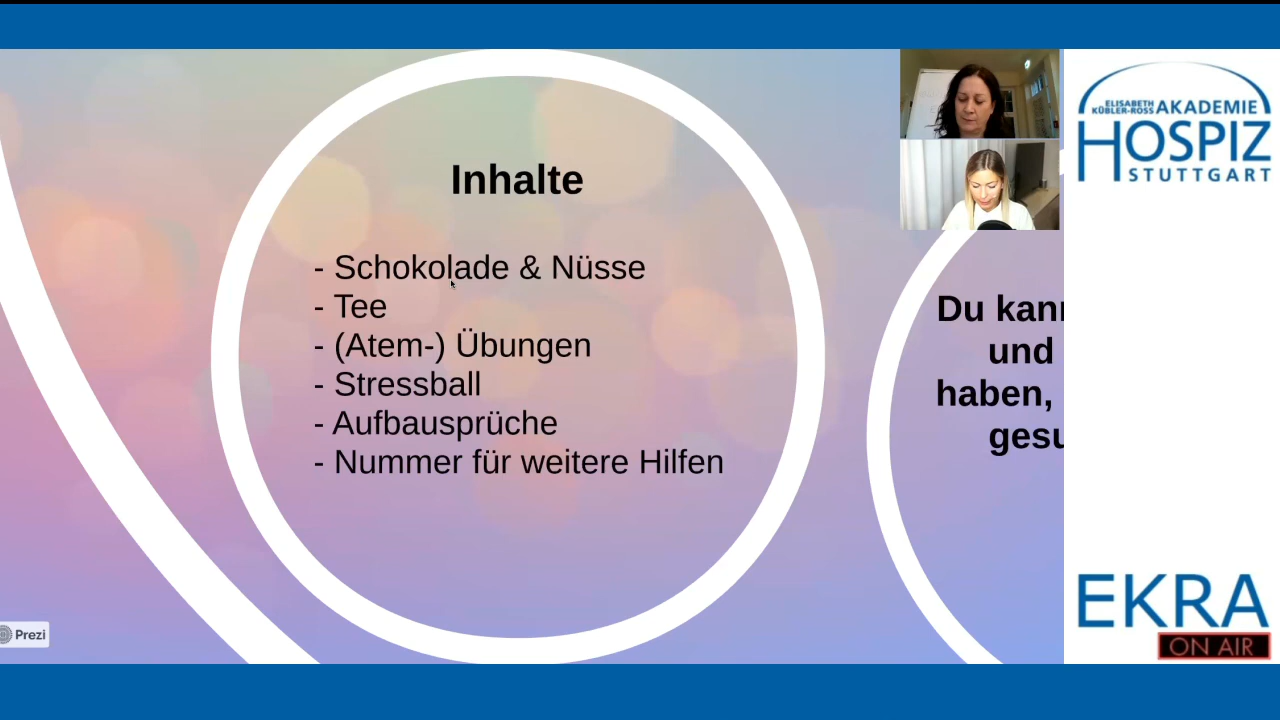 Inhalte
- Schokolade & Nüsse
- Tee
- (Atem-) Übungen
- Stressball
- Aufbausprüche
- Nummer für weitere Hilfen
Du kann
und
haben,
gesu
Prezi
ELISABETH
KÜBLER-ROSS AKADEMIE
HOSPIZ
STUTTGART
EKRA
ON AIR